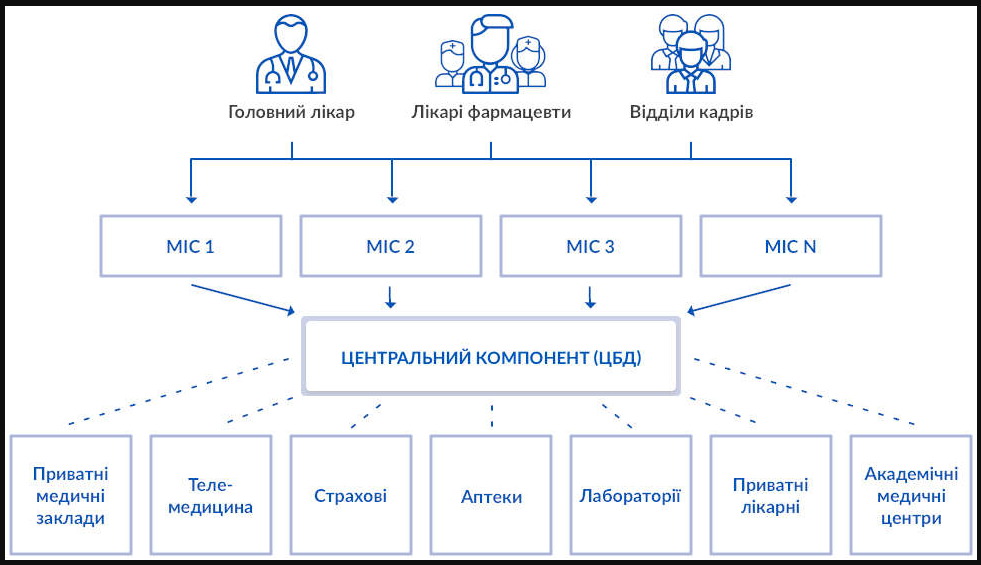 Головний лікар
Лікарі фармацевти
Відділи кадрів
МІС 1
МІС 2
МІС 3
МІС N
ЦЕНТРАЛЬНИЙ КОМПОНЕНТ (ЦБД)
Приватні
медичні
заклади
Теле-
медицина
Страхові
Аптеки
Лабораторії
Приватні
лікарні
Академічні
медичні
центри